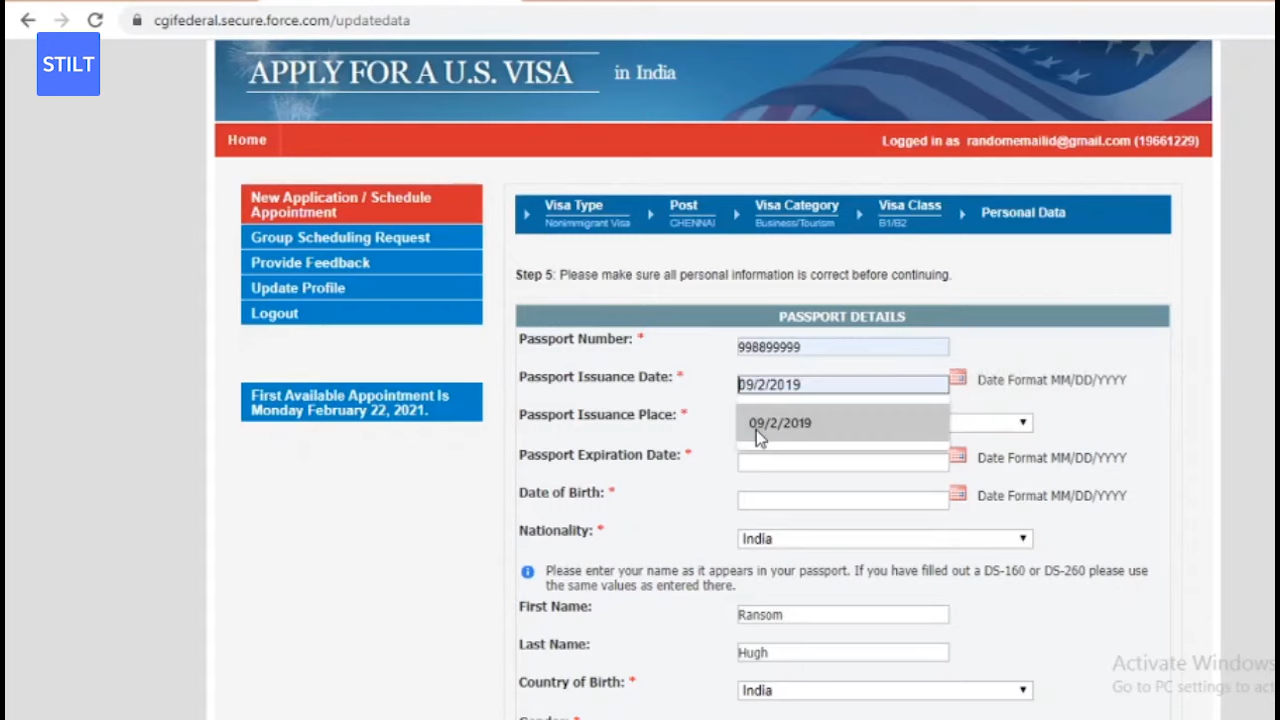 cgifederal.secure.force.com/updatedata
STILT
APPLY FOR A U.S. VISA in India
Home
Logged in as randomemailid@gmail.com (19661229)
New Application / Schedule
Appointment
Group Scheduling Request
Provide Feedback
Update Profile
Logout
First Available Appointment Is
Monday February 22, 2021.
Visa Type
Nonimmigrant Visa
Post
CHENNAI
Visa Category
Business/Tourism
Visa Class
B1/B2
Personal Data
Step 5: Please make sure all personal information is correct before continuing.
PASSPORT DETAILS
Passport Number: * 998899999
Passport Issuance Date: * 09/2/2019 Date Format MM/DD/YYYY
09/2/2019
Passport Issuance Place: *
Passport Expiration Date: * Date Format MM/DD/YYYY
Date of Birth: * Date Format MM/DD/YYYY
Nationality: * India
Please enter your name as it appears in your passport. If you have filled out a DS-160 or DS-260 please use
the same values as entered there.
First Name: Ransom
Last Name: Hugh
Country of Birth: * India
Activate Windows
Go to PC settings to act